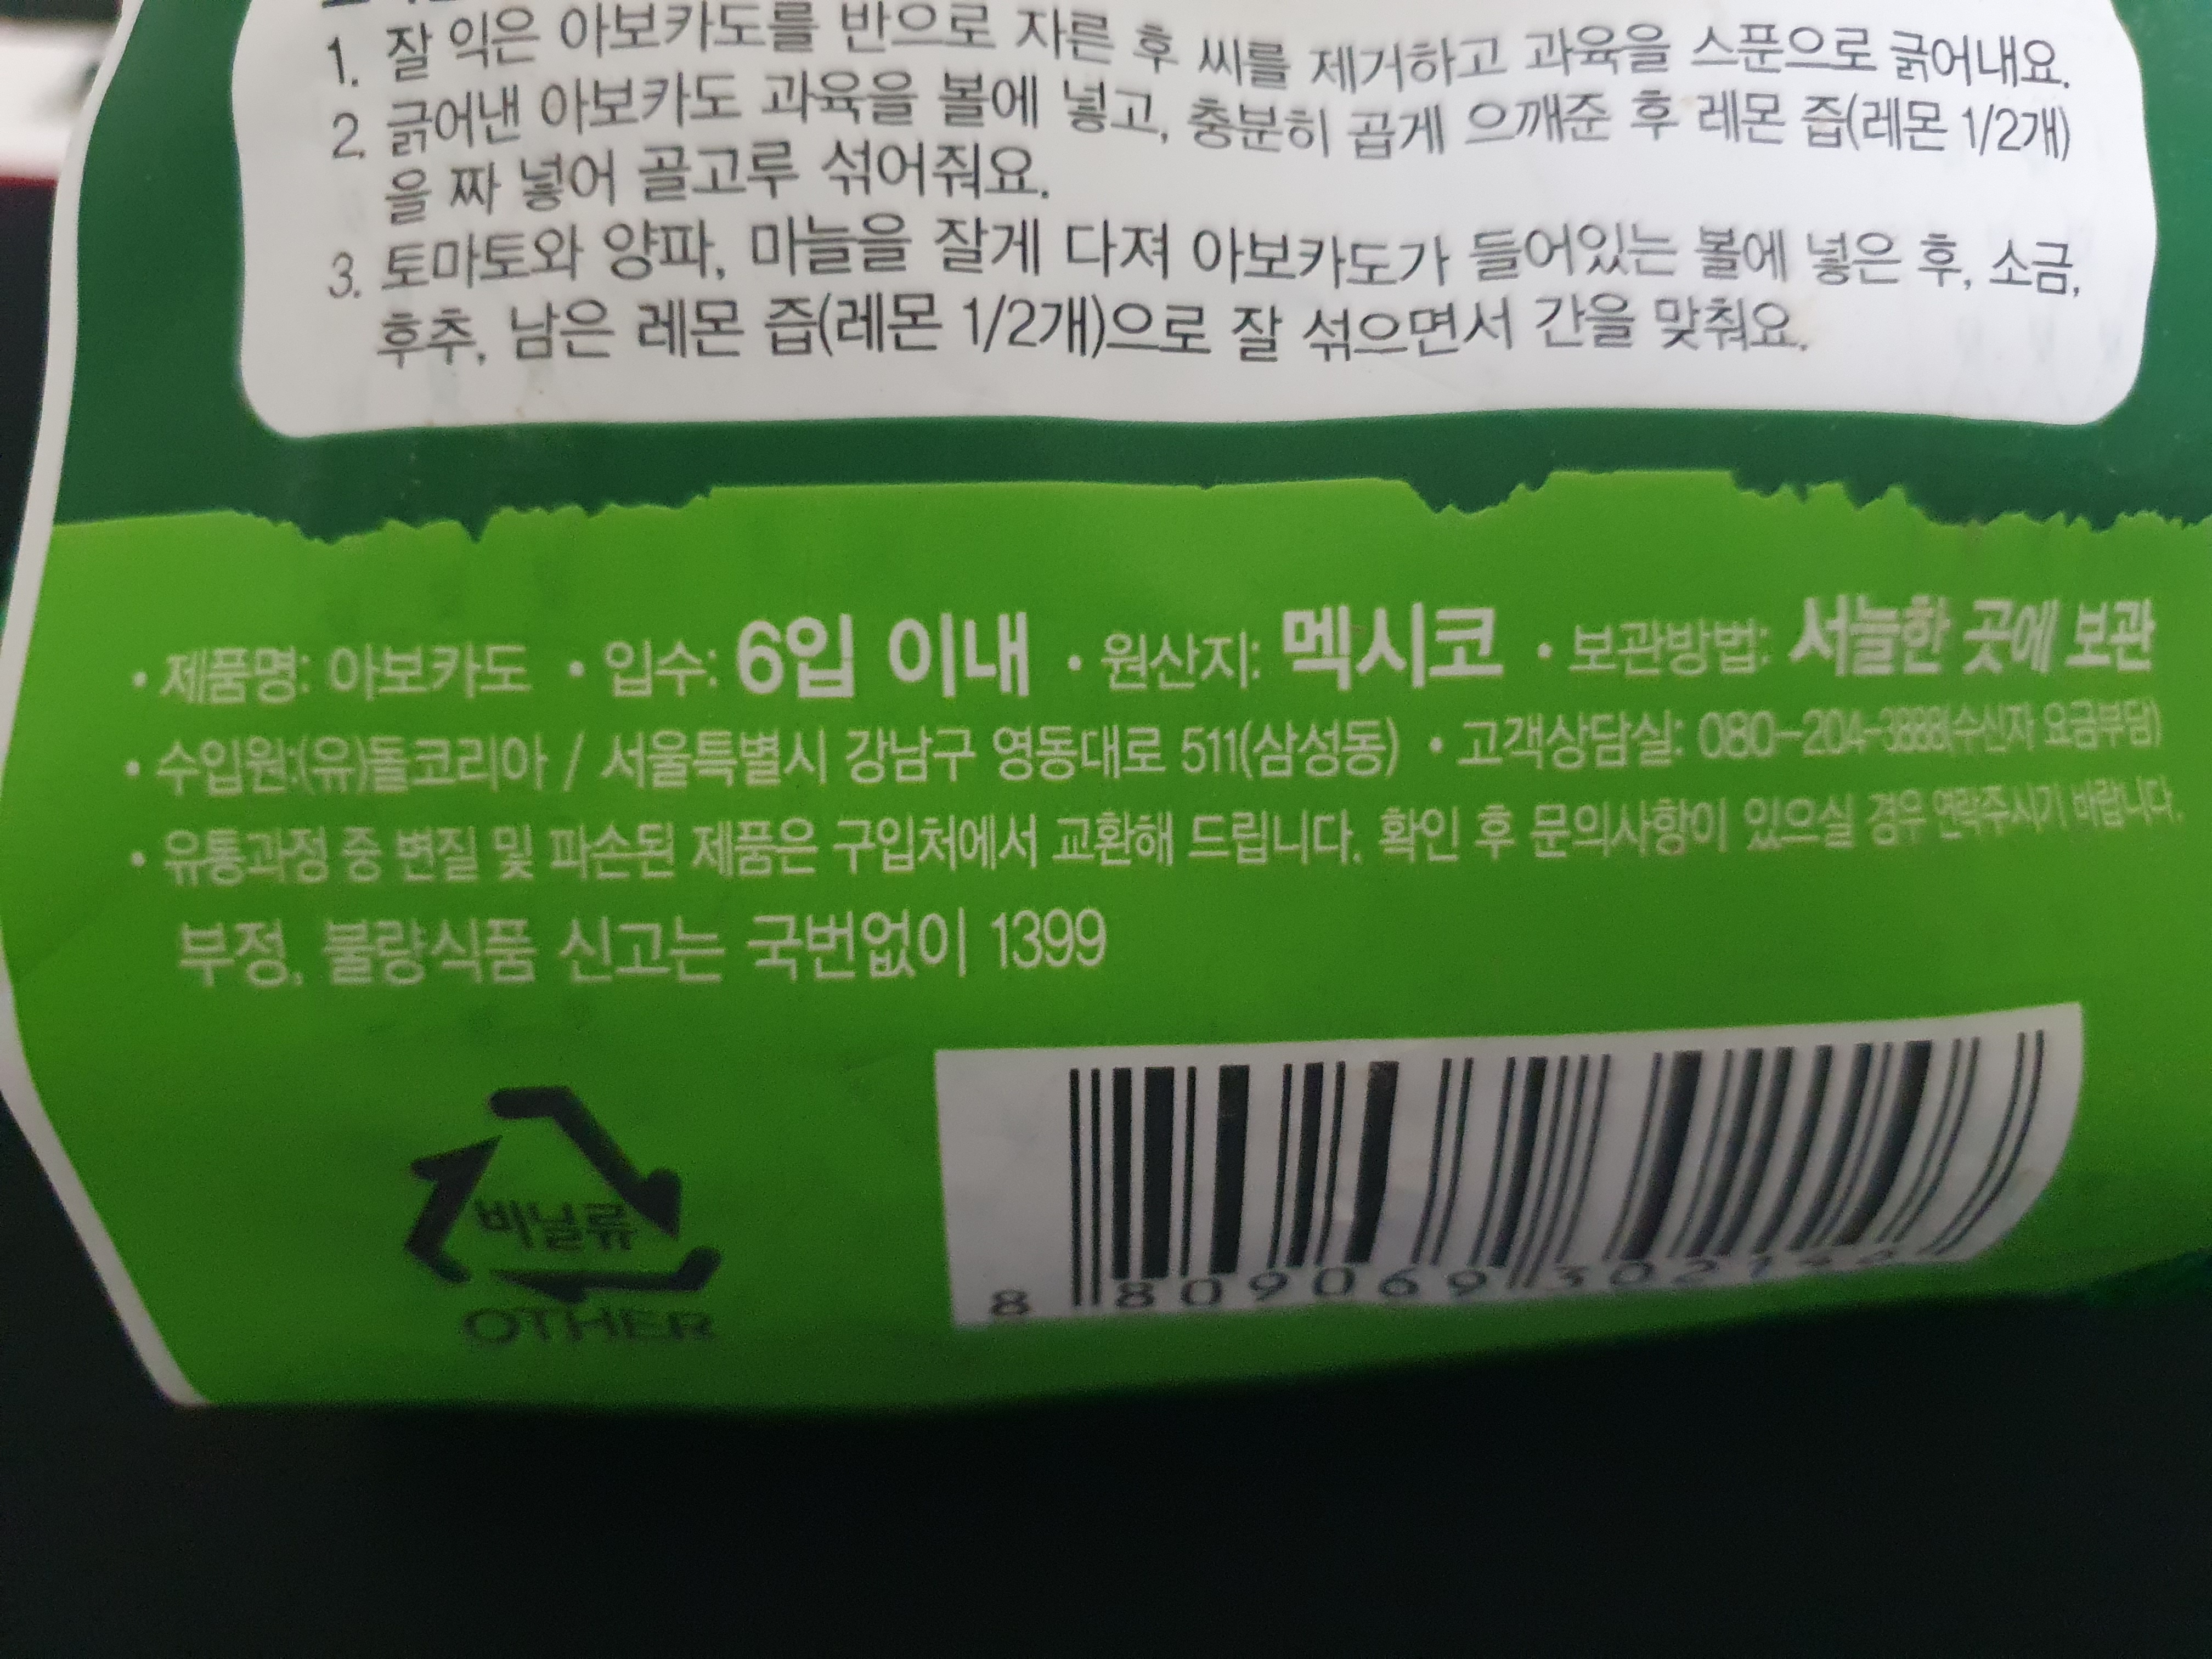 1. 잘 익은 아보카도를 반으로 자른 후 씨를 제거하고 과육을 스푼으로 긁어내요.
2. 긁어낸 아보카도 과육을 볼에 넣고, 충분히 곱게 으깨준 후 레몬 즙(레몬 1/2개)
을 짜 넣어 골고루 섞어줘요.
3. 토마토와 양파, 마늘을 잘게 다져 아보카도가 들어있는 볼에 넣은 후, 소금,
후추, 남은 레몬 즙(레몬 1/2개)으로 잘 섞으면서 간을 맞춰요.
• 제품명: 아보카도 • 입수: 6입 이내 • 원산지: 멕시코 • 보관방법: 서늘한 곳에 보관
• 수입원:(유)돌코리아 / 서울특별시 강남구 영동대로 511(삼성동) • 고객상담실: 080-204-3888(수신자 요금부담)
• 유통과정 중 변질 및 파손된 제품은 구입처에서 교환해 드립니다. 확인 후 문의사항이 있으실 경우 연락주시기 바랍니다.
부정, 불량식품 신고는 국번없이 1399
비닐류
OTHER
8 809069